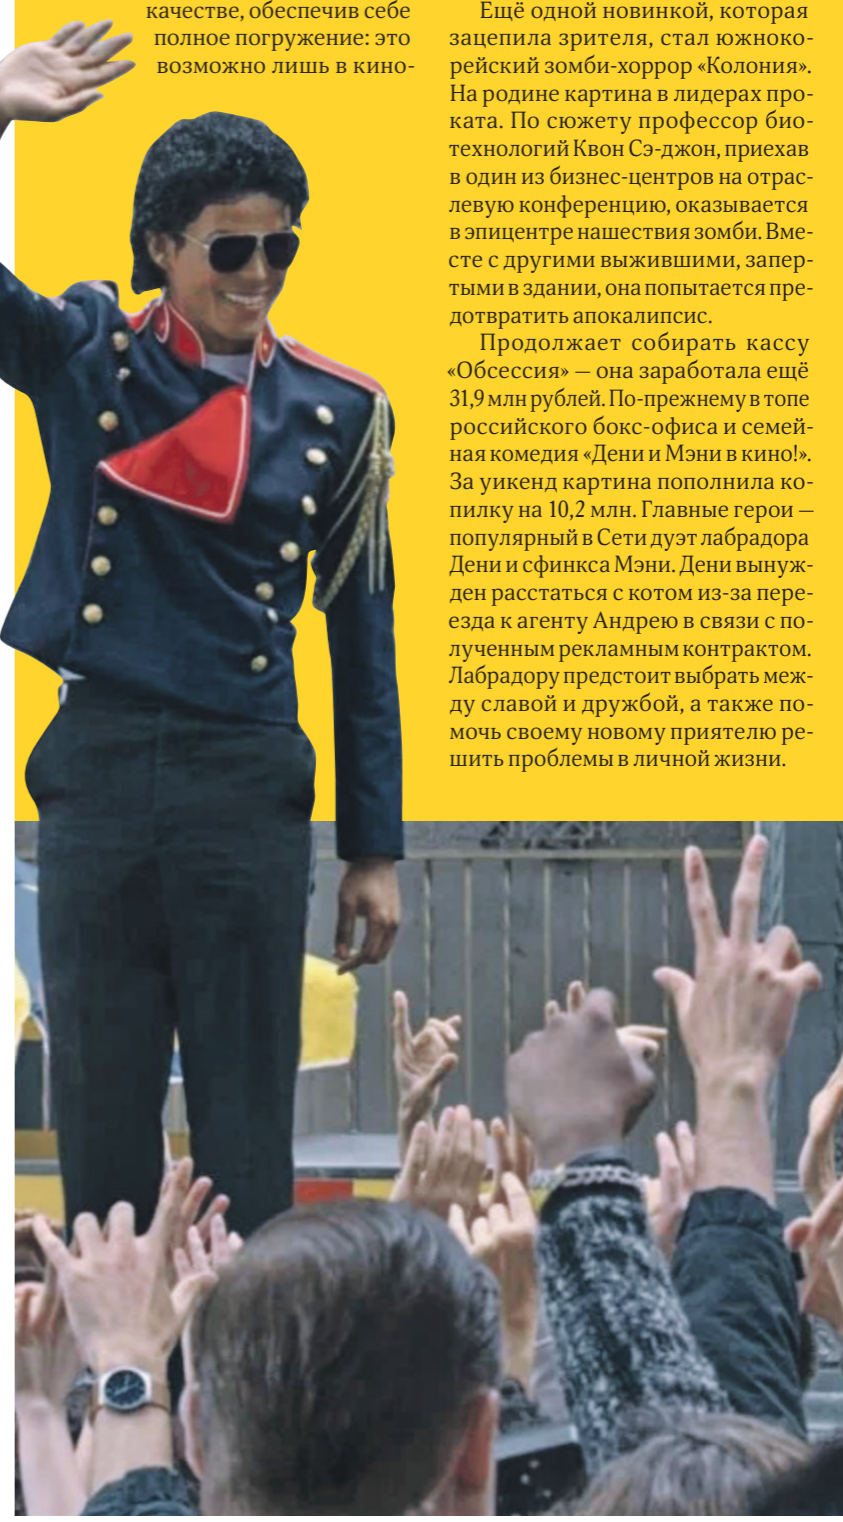 качестве, обеспечив себе
полное погружение: это
возможно лишь в кино-
Ещё одной новинкой, которая
зацепила зрителя, стал южноко-
рейский зомби-хоррор «Колония».
На родине картина в лидерах про-
ката. По сюжету профессор био-
технологий Квон Сэ-джон, приехав
в один из бизнес-центров на отрас-
левую конференцию, оказывается
в эпицентре нашествия зомби. Вме-
сте с другими выжившими, запер-
тыми в здании, она попытается пре-
дотвратить апокалипсис.
Продолжает собирать кассу
«Обсессия» — она заработала ещё
31,9 млн рублей. По-прежнему в топе
российского бокс-офиса и семей-
ная комедия «Дени и Мэни в кино!».
За уикенд картина пополнила ко-
пилку на 10,2 млн. Главные герои —
популярный в Сети дуэт лабрадора
Дени и сфинкса Мэни. Дени вынуж-
ден расстаться с котом из-за пере-
езда к агенту Андрею в связи с по-
лученным рекламным контрактом.
Лабрадору предстоит выбрать меж-
ду славой и дружбой, а также по-
мочь своему новому приятелю ре-
шить проблемы в личной жизни.